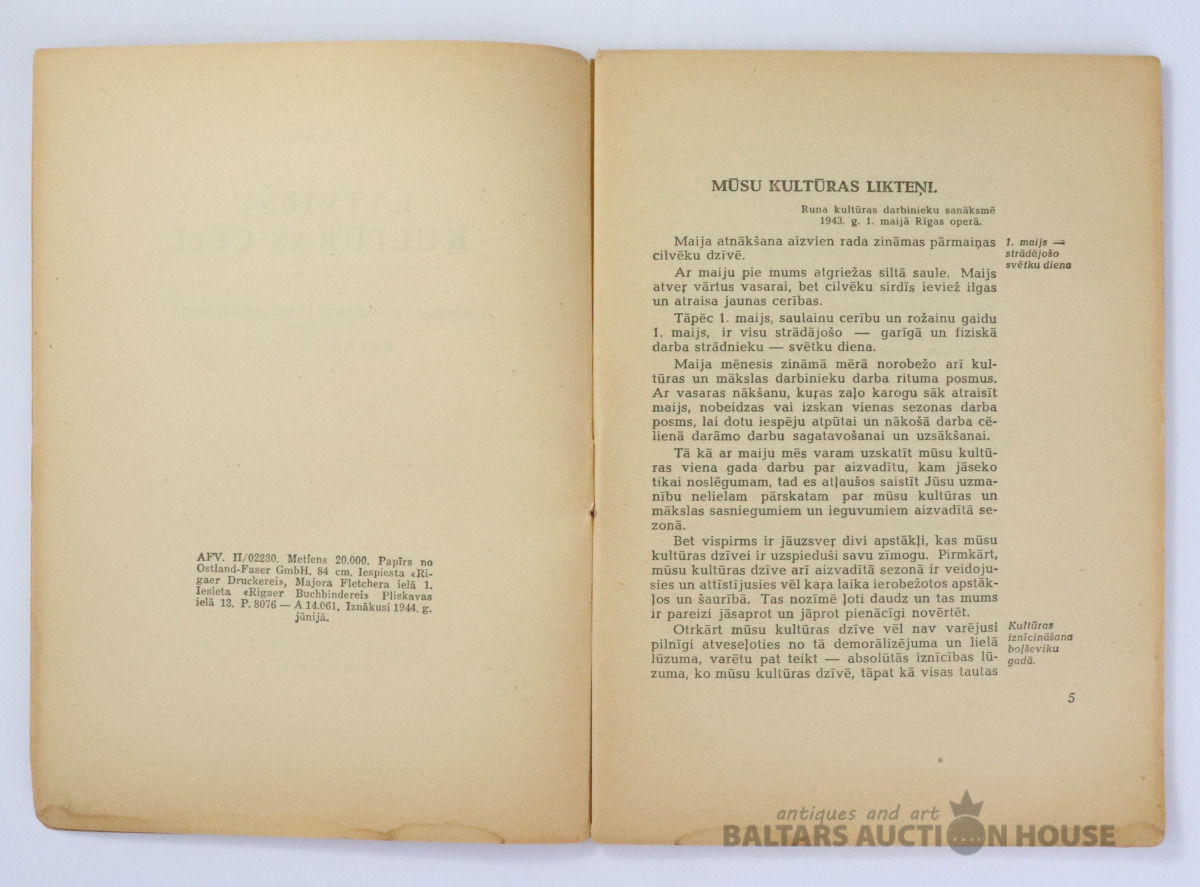 AFV. II/02230. Metiens 20.000. Papīrs no
Ostland-Faser GmbH. 84 cm. Iespiesta «Ri-
gaer Druckerei», Majora Fletchera ielā 1.
Iesieta «Rigaer Buchbinderei» Pliskavas
ielā 13. P. 8076 — A 14.061. Iznākusi 1944. g.
jūnijā.
MŪSU KULTŪRAS LIKTEŅI.
Runa kultūras darbinieku sanāksmē
1943. g. 1. maijā Rīgas operā.
Maija atnākšana aizvien rada zināmas pārmaiņas
cilvēku dzīvē.
1. maijs —
strādājošo
svētku diena
Ar maiju pie mums atgriežas siltā saule. Maijs
atveŗ vārtus vasarai, bet cilvēku sirdīs ieviež ilgas
un atraisa jaunas cerības.
Tāpēc 1. maijs, saulainu cerību un rožainu gaidu
1. maijs, ir visu strādājošo — garīgā un fiziskā
darba strādnieku — svētku diena.
Maija mēnesis zināmā mērā norobežo arī kul-
tūras un mākslas darbinieku darba rituma posmus.
Ar vasaras nākšanu, kuŗas zaļo karogu sāk atraisīt
maijs, nobeidzas vai izskan vienas sezonas darba
posms, lai dotu iespēju atpūtai un nākošā darba cē-
lienā darāmo darbu sagatavošanai un uzsākšanai.
Tā kā ar maiju mēs varam uzskatīt mūsu kultū-
ras viena gada darbu par aizvadītu, kam jāseko
tikai noslēgumam, tad es atļaušos saistīt Jūsu uzma-
nību nelielam pārskatam par mūsu kultūras un
mākslas sasniegumiem un ieguvumiem aizvadītā se-
zonā.
Bet vispirms ir jāuzsveŗ divi apstākļi, kas mūsu
kultūras dzīvei ir uzspieduši savu zīmogu. Pirmkārt,
mūsu kultūras dzīve arī aizvadītā sezonā ir veidoju-
sies un attīstījusies vēl kaŗa laika ierobežotos apstāk-
ļos un šaurībā. Tas nozīmē ļoti daudz un tas mums
ir pareizi jāsaprot un jāprot pienācīgi novērtēt.
Otrkārt mūsu kultūras dzīve vēl nav varējusi
pilnīgi atveseļoties no tā demorālizējuma un lielā
lūzuma, varētu pat teikt — absolūtās iznīcības lū-
zuma, ko mūsu kultūras dzīvē, tāpat kā visas tautas
Kultūras
iznīcināšana
boļševiku
gadā.
5
antiques and art
BALTARS AUCTION HOUSE